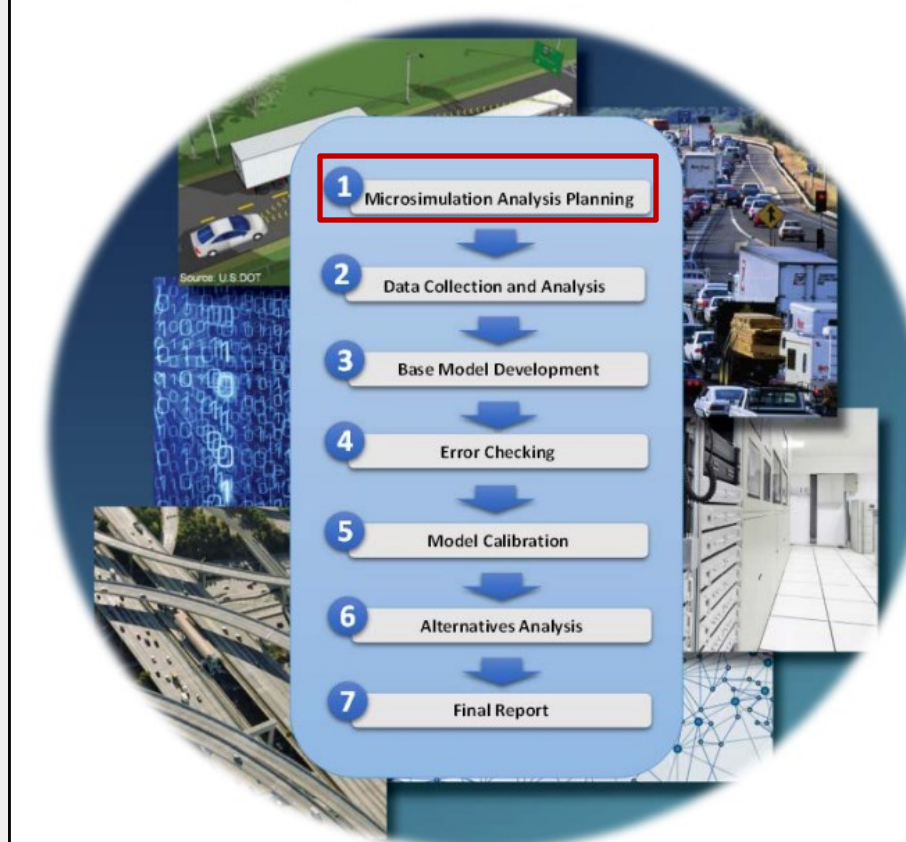 1
Microsimulation Analysis Planning
Source: U.S.DOT
2
Data Collection and Analysis
3
Base Model Development
4
Error Checking
5
Model Calibration
6
Alternatives Analysis
7
Final Report